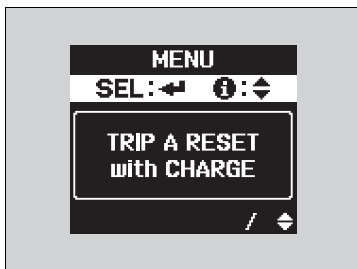 MENU
SEL:↵ ℹ:⬍
TRIP A RESET
with CHARGE
/ ⬍